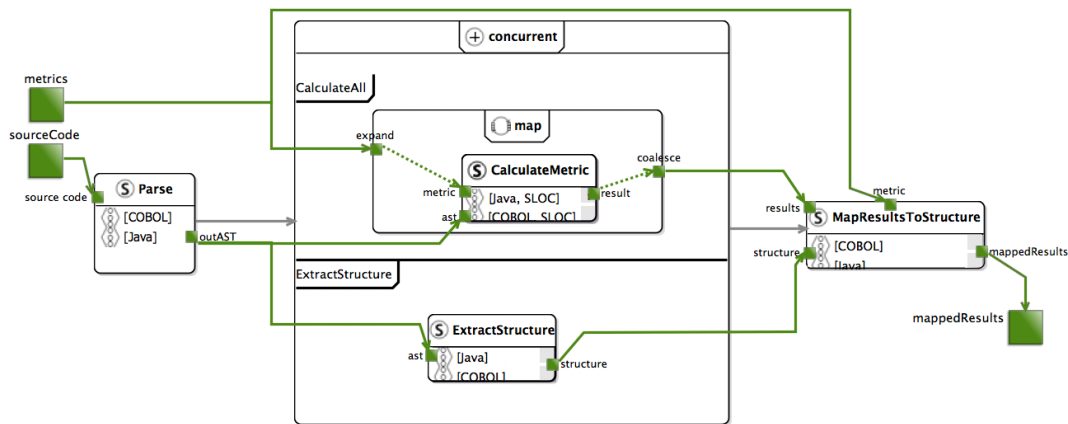 concurrent
metrics
CalculateAll
sourceCode
expand
map
coalesce
CalculateMetric
Parse
source code
metric
[Java, SLOC]
result
metric
ast
[COBOL, SLOC]
results
MapResultsToStructure
[COBOL]
[Java]
outAST
structure
[COBOL]
[Java]
mappedResults
ExtractStructure
mappedResults
ExtractStructure
ast
[Java]
structure
[COBOL]